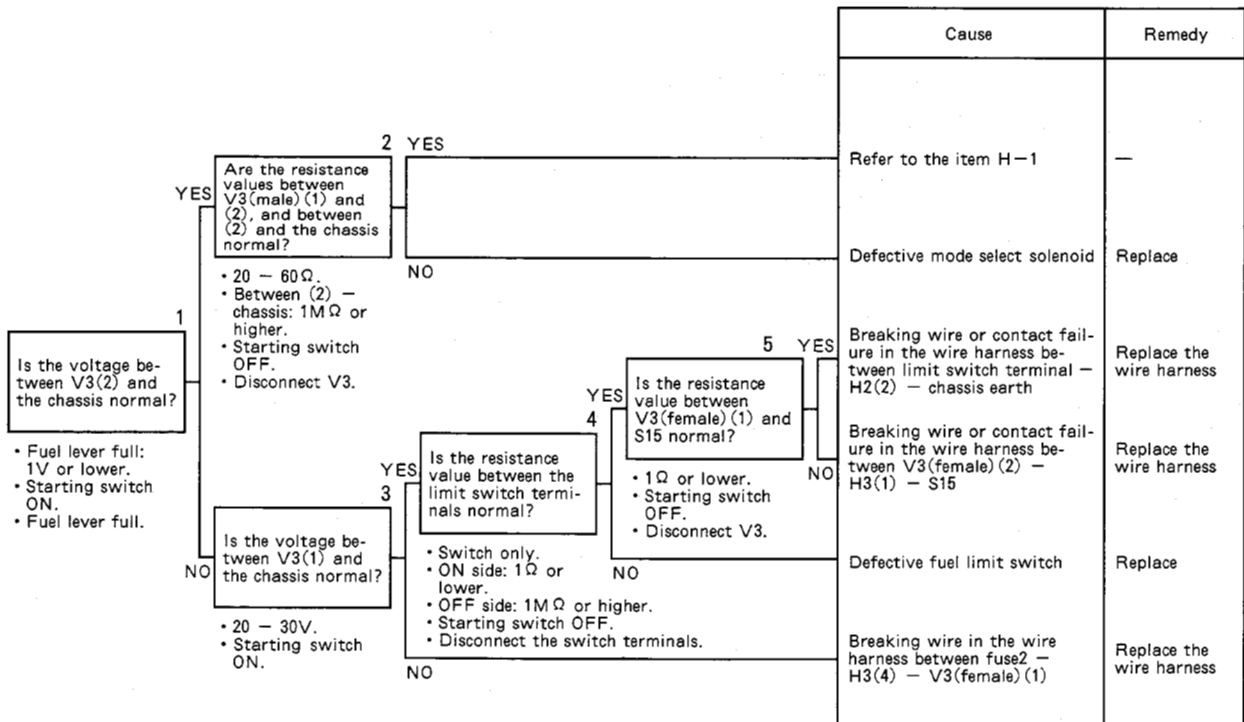 Cause
Remedy
2
YES
Refer to the item H-1
—
YES
Are the resistance
values between
V3(male)(1) and
(2), and between
(2) and the chassis
normal?
NO
Defective mode select solenoid
Replace
• 20 - 60Ω.
• Between (2) -
chassis: 1MΩ or
higher.
• Starting switch
OFF.
• Disconnect V3.
1
Is the voltage be-
tween V3(2) and
the chassis normal?
• Fuel lever full:
1V or lower.
• Starting switch
ON.
• Fuel lever full.
5
YES
Breaking wire or contact fail-
ure in the wire harness be-
tween limit switch terminal -
H2(2) - chassis earth
Replace the
wire harness
YES
Is the resistance
value between
V3(female)(1) and
S15 normal?
NO
Breaking wire or contact fail-
ure in the wire harness be-
tween V3(female)(2) -
H3(1) - S15
Replace the
wire harness
• 1Ω or lower.
• Starting switch
OFF.
• Disconnect V3.
4
YES
Is the resistance
value between the
limit switch termi-
nals normal?
NO
Defective fuel limit switch
Replace
• Switch only.
• ON side: 1Ω or
lower.
• OFF side: 1MΩ or higher.
• Starting switch OFF.
• Disconnect the switch terminals.
3
NO
Is the voltage be-
tween V3(1) and
the chassis normal?
• 20 - 30V.
• Starting switch
ON.
NO
Breaking wire in the wire
harness between fuse2 -
H3(4) - V3(female)(1)
Replace the
wire harness